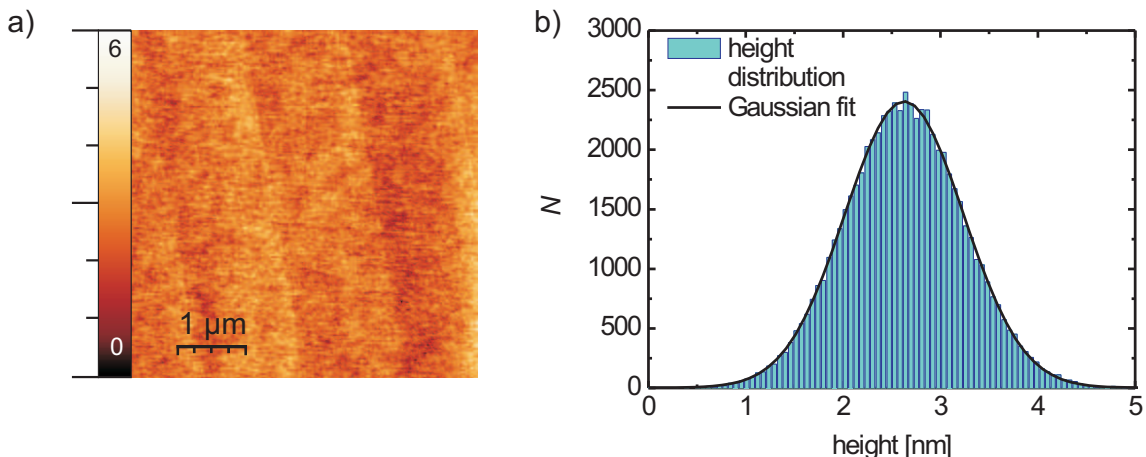 a)
6
0
1 µm
b)
3000
2500
2000
1500
1000
500
0
N
height
distribution
Gaussian fit
0 1 2 3 4 5
height [nm]